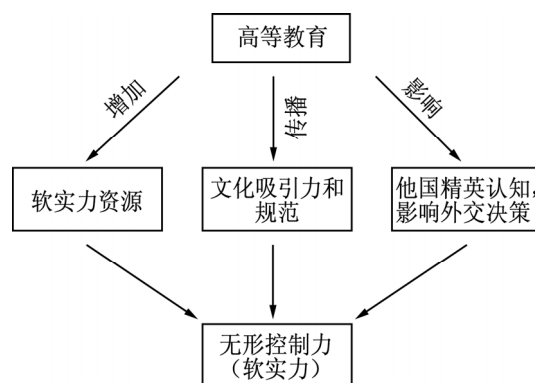 高等教育
增加
传播
影响
软实力资源
文化吸引力和
规范
他国精英认知，
影响外交决策
无形控制力
（软实力）